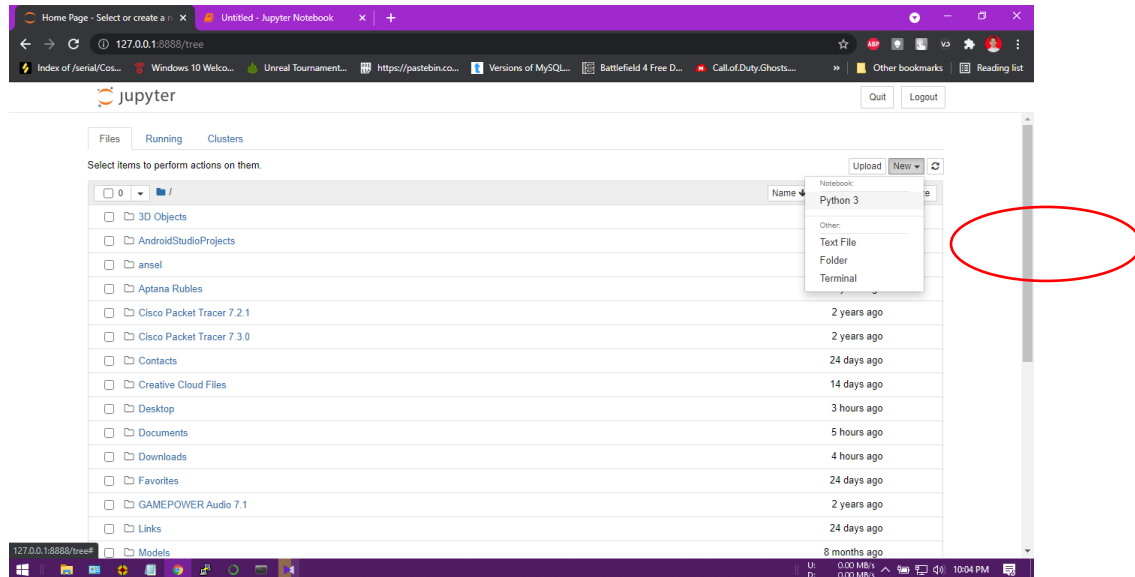 Home Page - Select or create a n
Untitled - Jupyter Notebook
127.0.0.1:8888/tree
ABP
Index of /serial/Cos...
Windows 10 Welco...
Unreal Tournament...
https://pastebin.co...
Versions of MySQL...
Battlefield 4 Free D...
Call.of.Duty.Ghosts....
»
Other bookmarks
Reading list
jupyter
Quit
Logout
Files
Running
Clusters
Select items to perform actions on them.
Upload
New
0
/
Name
Notebook:
Python 3
Other:
Text File
Folder
Terminal
3D Objects
AndroidStudioProjects
ansel
Aptana Rubles
Cisco Packet Tracer 7.2.1 2 years ago
Cisco Packet Tracer 7.3.0 2 years ago
Contacts 24 days ago
Creative Cloud Files 14 days ago
Desktop 3 hours ago
Documents 5 hours ago
Downloads 4 hours ago
Favorites 24 days ago
GAMEPOWER Audio 7.1 2 years ago
Links 24 days ago
Models 8 months ago
127.0.0.1:8888/tree#
U: 0.00 MB/s
D: 0.00 MB/s
10:04 PM